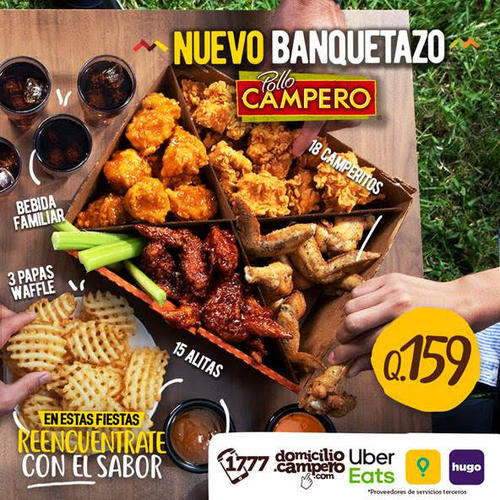 NUEVO BANQUETAZO
Pollo
CAMPERO
18 CAMPERITOS
BEBIDA
FAMILIAR
3 PAPAS
WAFFLE
15 ALITAS
Q.159
EN ESTAS FIESTAS
REENCUÉNTRATE
CON EL SABOR
1777
domicilio
.campero
.com
Uber
Eats
hugo
*Proveedores de servicios terceros